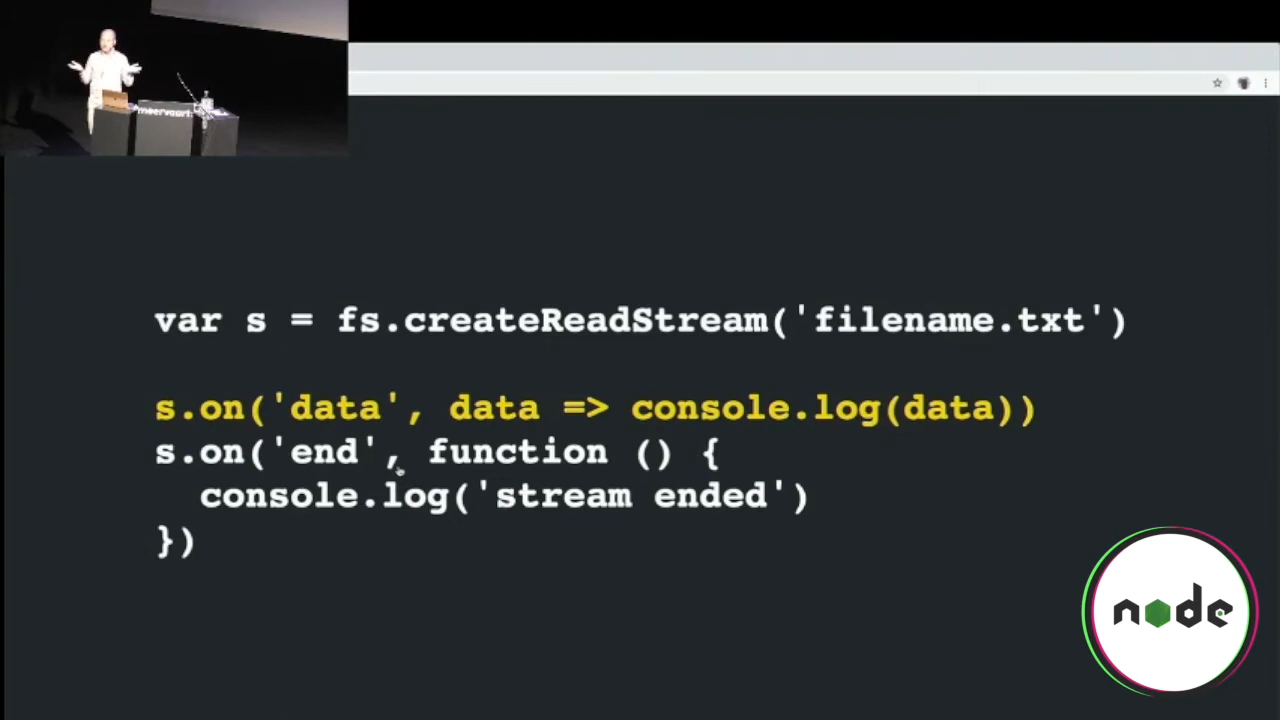 meervaart
var s = fs.createReadStream('filename.txt')
s.on('data', data => console.log(data))
s.on('end', function () {
  console.log('stream ended')
})
node